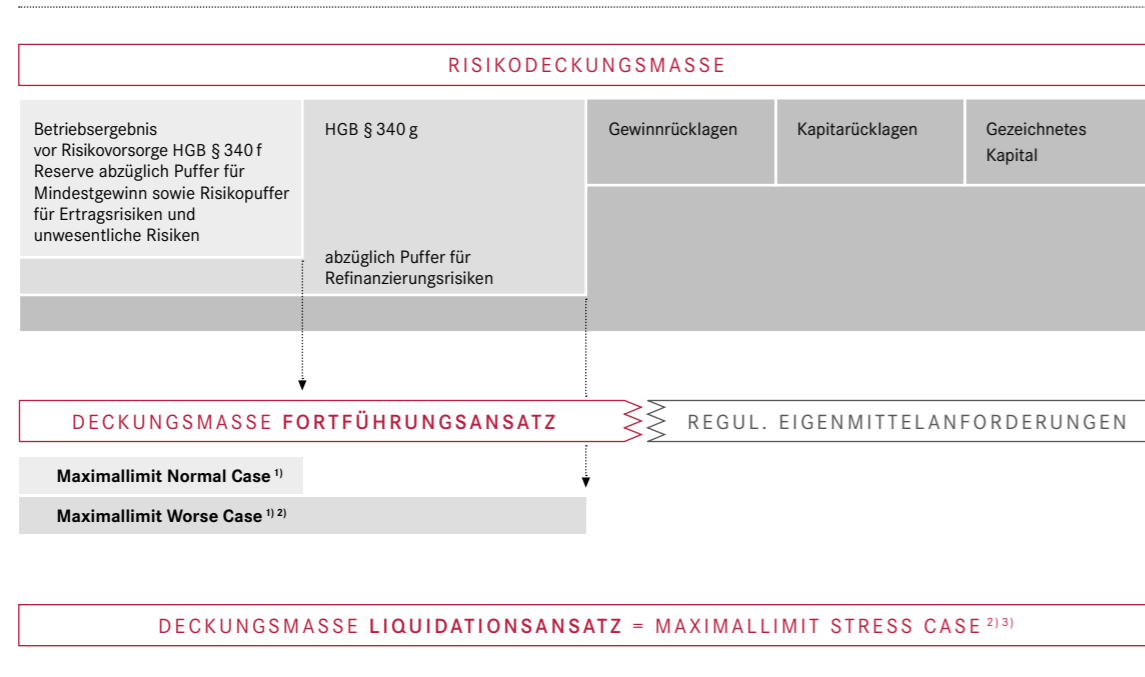 RISIKODECKUNGSMASSE
Betriebsergebnis
vor Risikovorsorge HGB § 340 f
Reserve abzüglich Puffer für
Mindestgewinn sowie Risikopuffer
für Ertragsrisiken und
unwesentliche Risiken
HGB § 340 g
abzüglich Puffer für
Refinanzierungsrisiken
Gewinnrücklagen
Kapitarücklagen
Gezeichnetes
Kapital
DECKUNGSMASSE FORTFÜHRUNGSANSATZ
REGUL. EIGENMITTELANFORDERUNGEN
Maximallimit Normal Case 1)
Maximallimit Worse Case 1) 2)
DECKUNGSMASSE LIQUIDATIONSANSATZ = MAXIMALLIMIT STRESS CASE 2) 3)